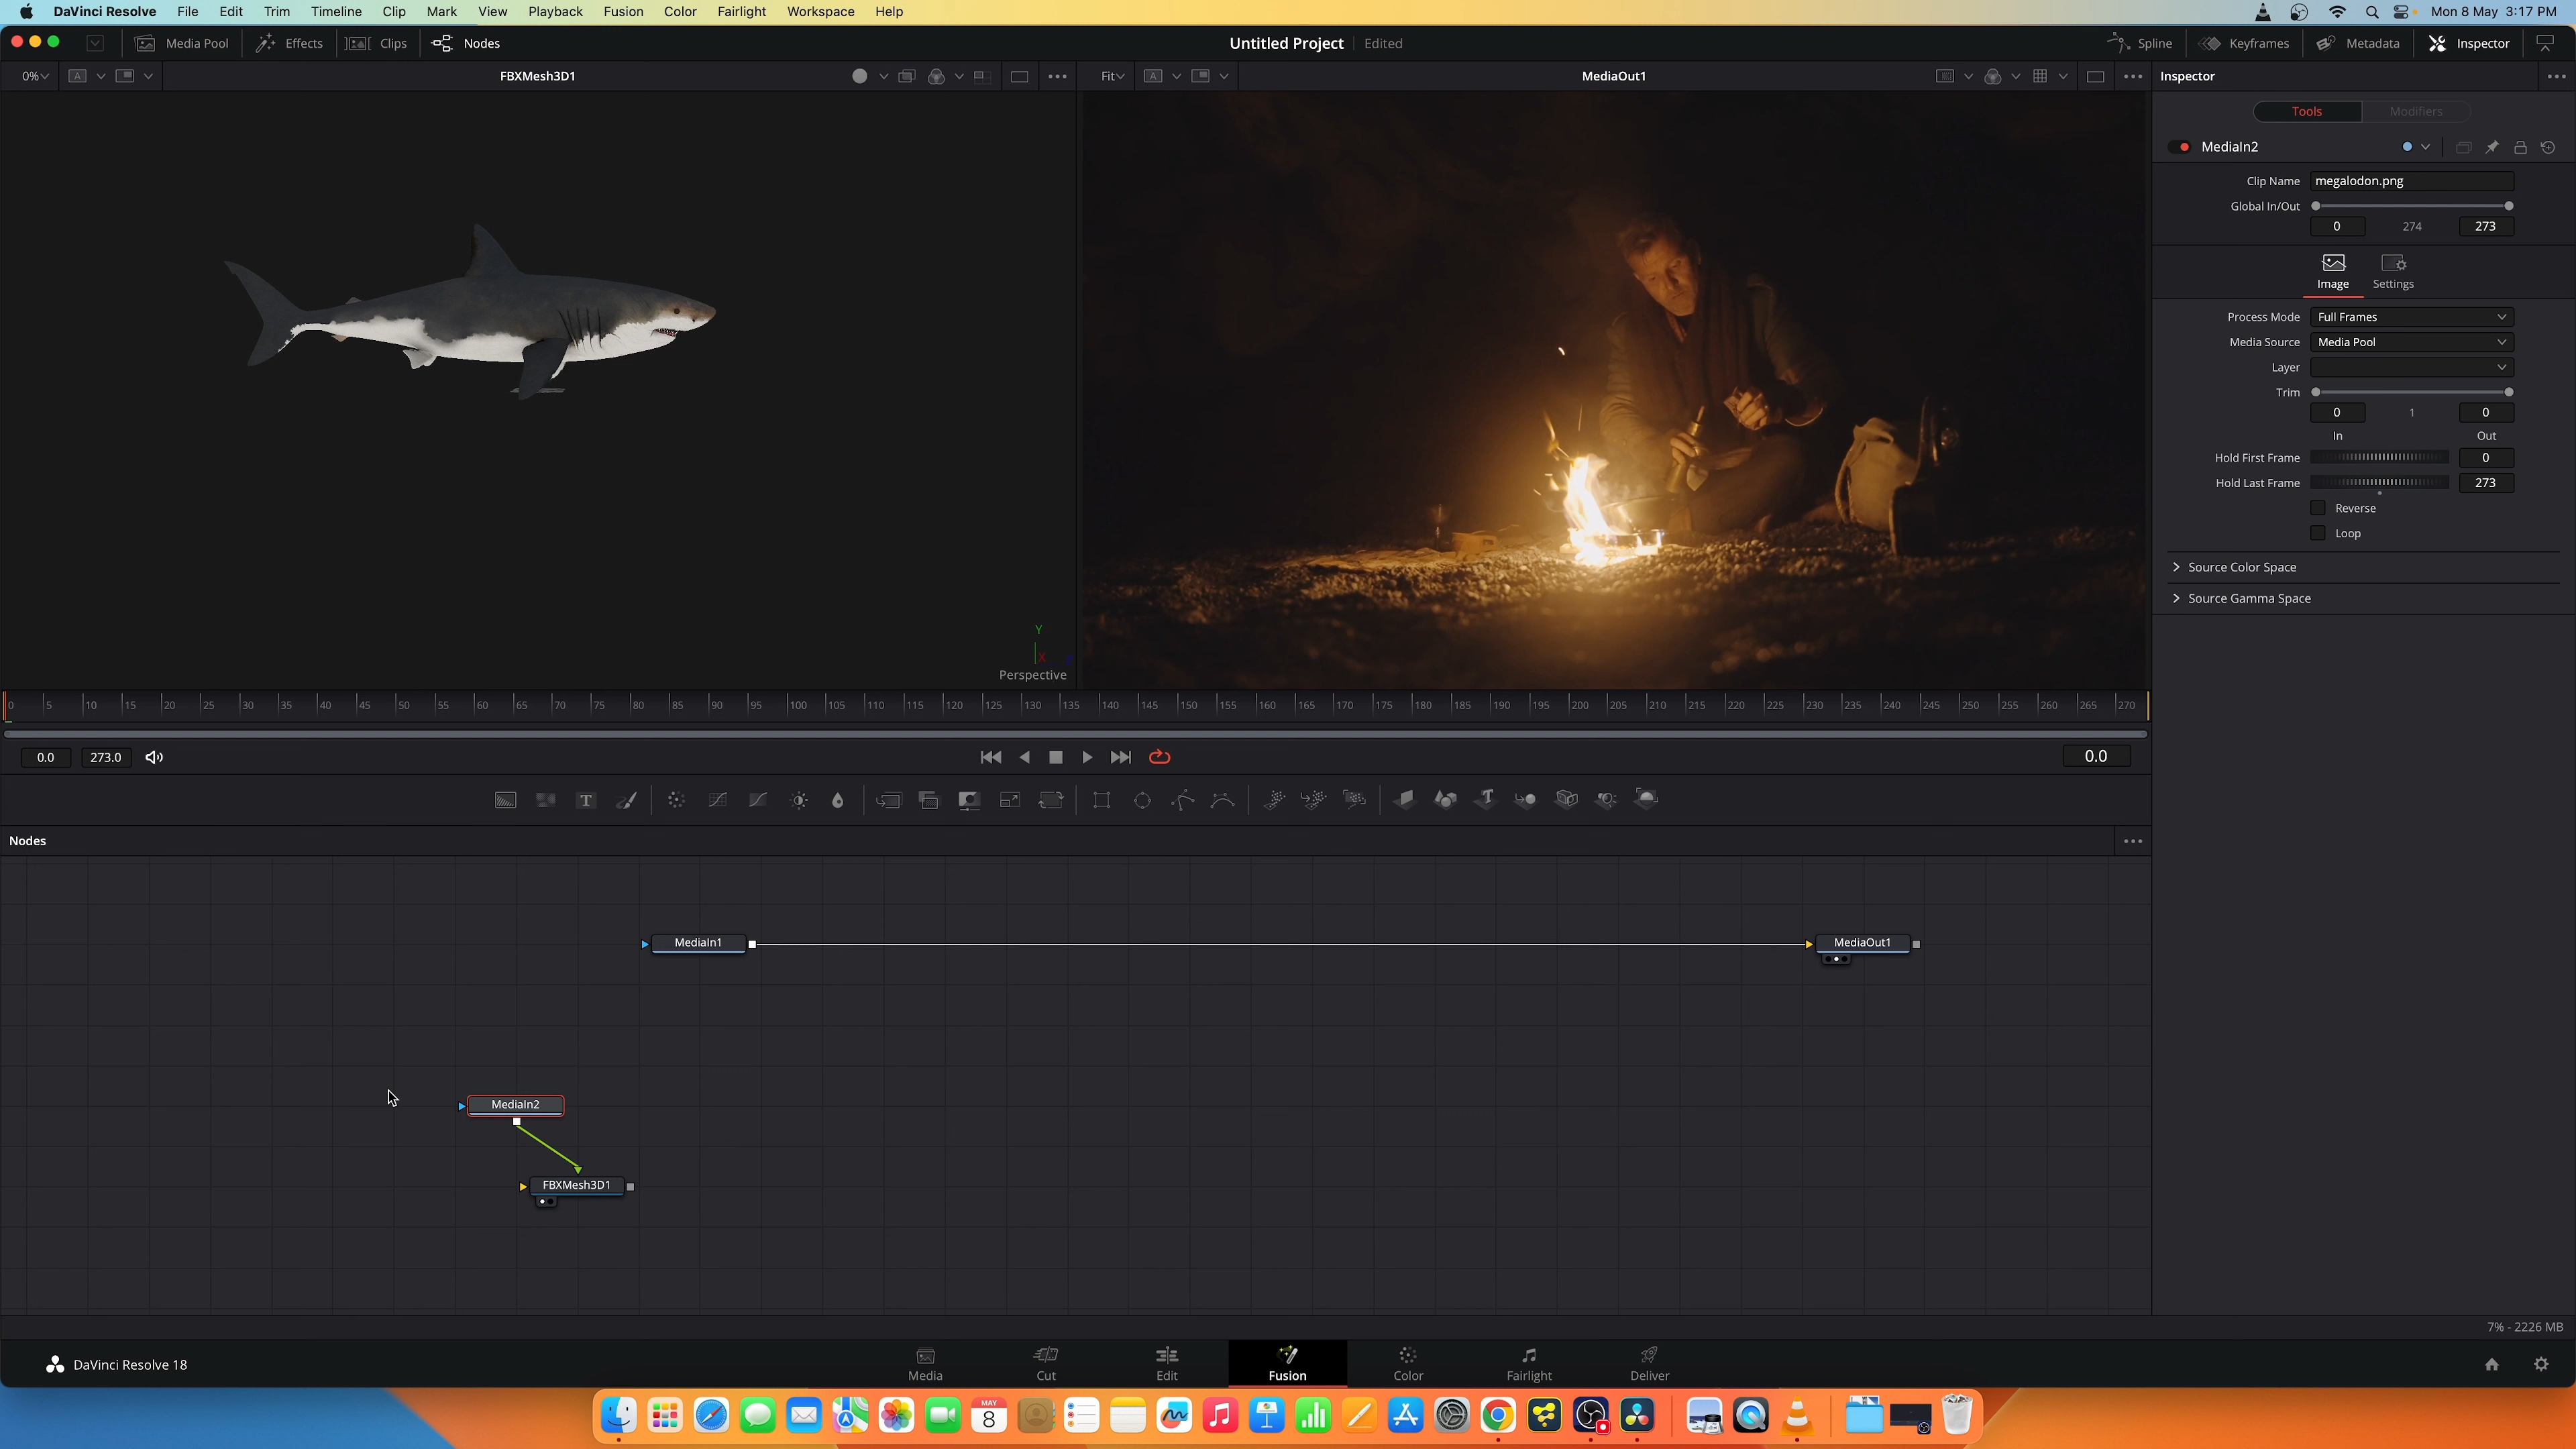 DaVinci Resolve File Edit Trim Timeline Clip Mark View Playback Fusion Color Fairlight Workspace Help Mon 8 May 3:17 PM
Media Pool Effects Clips Nodes Untitled Project Edited Spline Keyframes Metadata Inspector
0% A FBXMesh3D1 Fit A MediaOut1 Inspector
Tools Modifiers
MediaIn2
Clip Name megalodon.png
Global In/Out
0 274 273
Image Settings
Process Mode Full Frames
Media Source Media Pool
Layer
Trim
0 1 0
In Out
Hold First Frame 0
Hold Last Frame 273
Reverse
Loop
Source Color Space
Source Gamma Space
Y
X
Perspective
0 5 10 15 20 25 30 35 40 45 50 55 60 65 70 75 80 85 90 95 100 105 110 115 120 125 130 135 140 145 150 155 160 165 170 175 180 185 190 195 200 205 210 215 220 225 230 235 240 245 250 255 260 265 270
0.0 273.0 0.0
T T
Nodes
MediaIn1 MediaOut1
MediaIn2
FBXMesh3D1
7% - 2226 MB
DaVinci Resolve 18 Media Cut Edit Fusion Color Fairlight Deliver
MAY
8